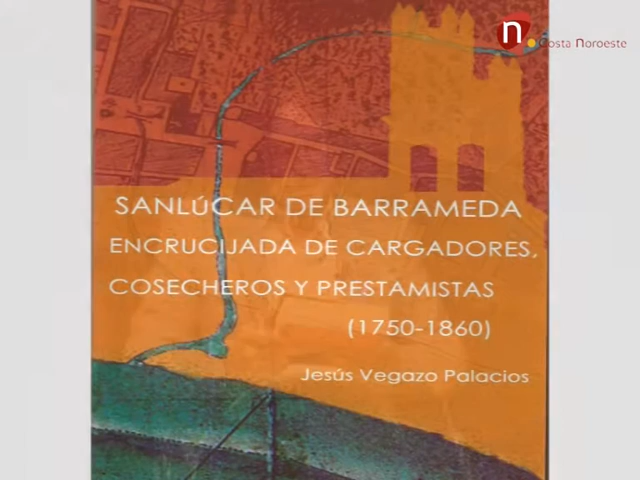 n Costa Noroeste
SANLÚCAR DE BARRAMEDA
ENCRUCIJADA DE CARGADORES,
COSECHEROS Y PRESTAMISTAS
(1750-1860)
Jesús Vegazo Palacios